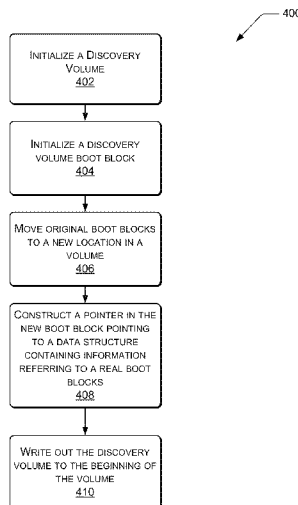 400
INITIALIZE A DISCOVERY
VOLUME
402
INITIALIZE A DISCOVERY
VOLUME BOOT BLOCK
404
MOVE ORIGINAL BOOT BLOCKS
TO A NEW LOCATION IN A
VOLUME
406
CONSTRUCT A POINTER IN THE
NEW BOOT BLOCK POINTING
TO A DATA STRUCTURE
CONTAINING INFORMATION
REFERRING TO A REAL BOOT
BLOCKS
408
WRITE OUT THE DISCOVERY
VOLUME TO THE BEGINNING OF
THE VOLUME
410